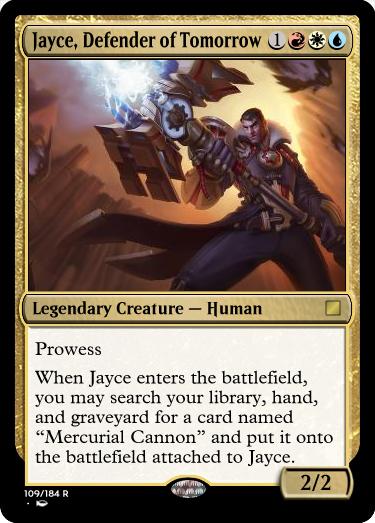 Jayce, Defender of Tomorrow 1
Legendary Creature — Human
Prowess
When Jayce enters the battlefield,
you may search your library, hand,
and graveyard for a card named
“Mercurial Cannon” and put it onto
the battlefield attached to Jayce.
2/2
109/184 R